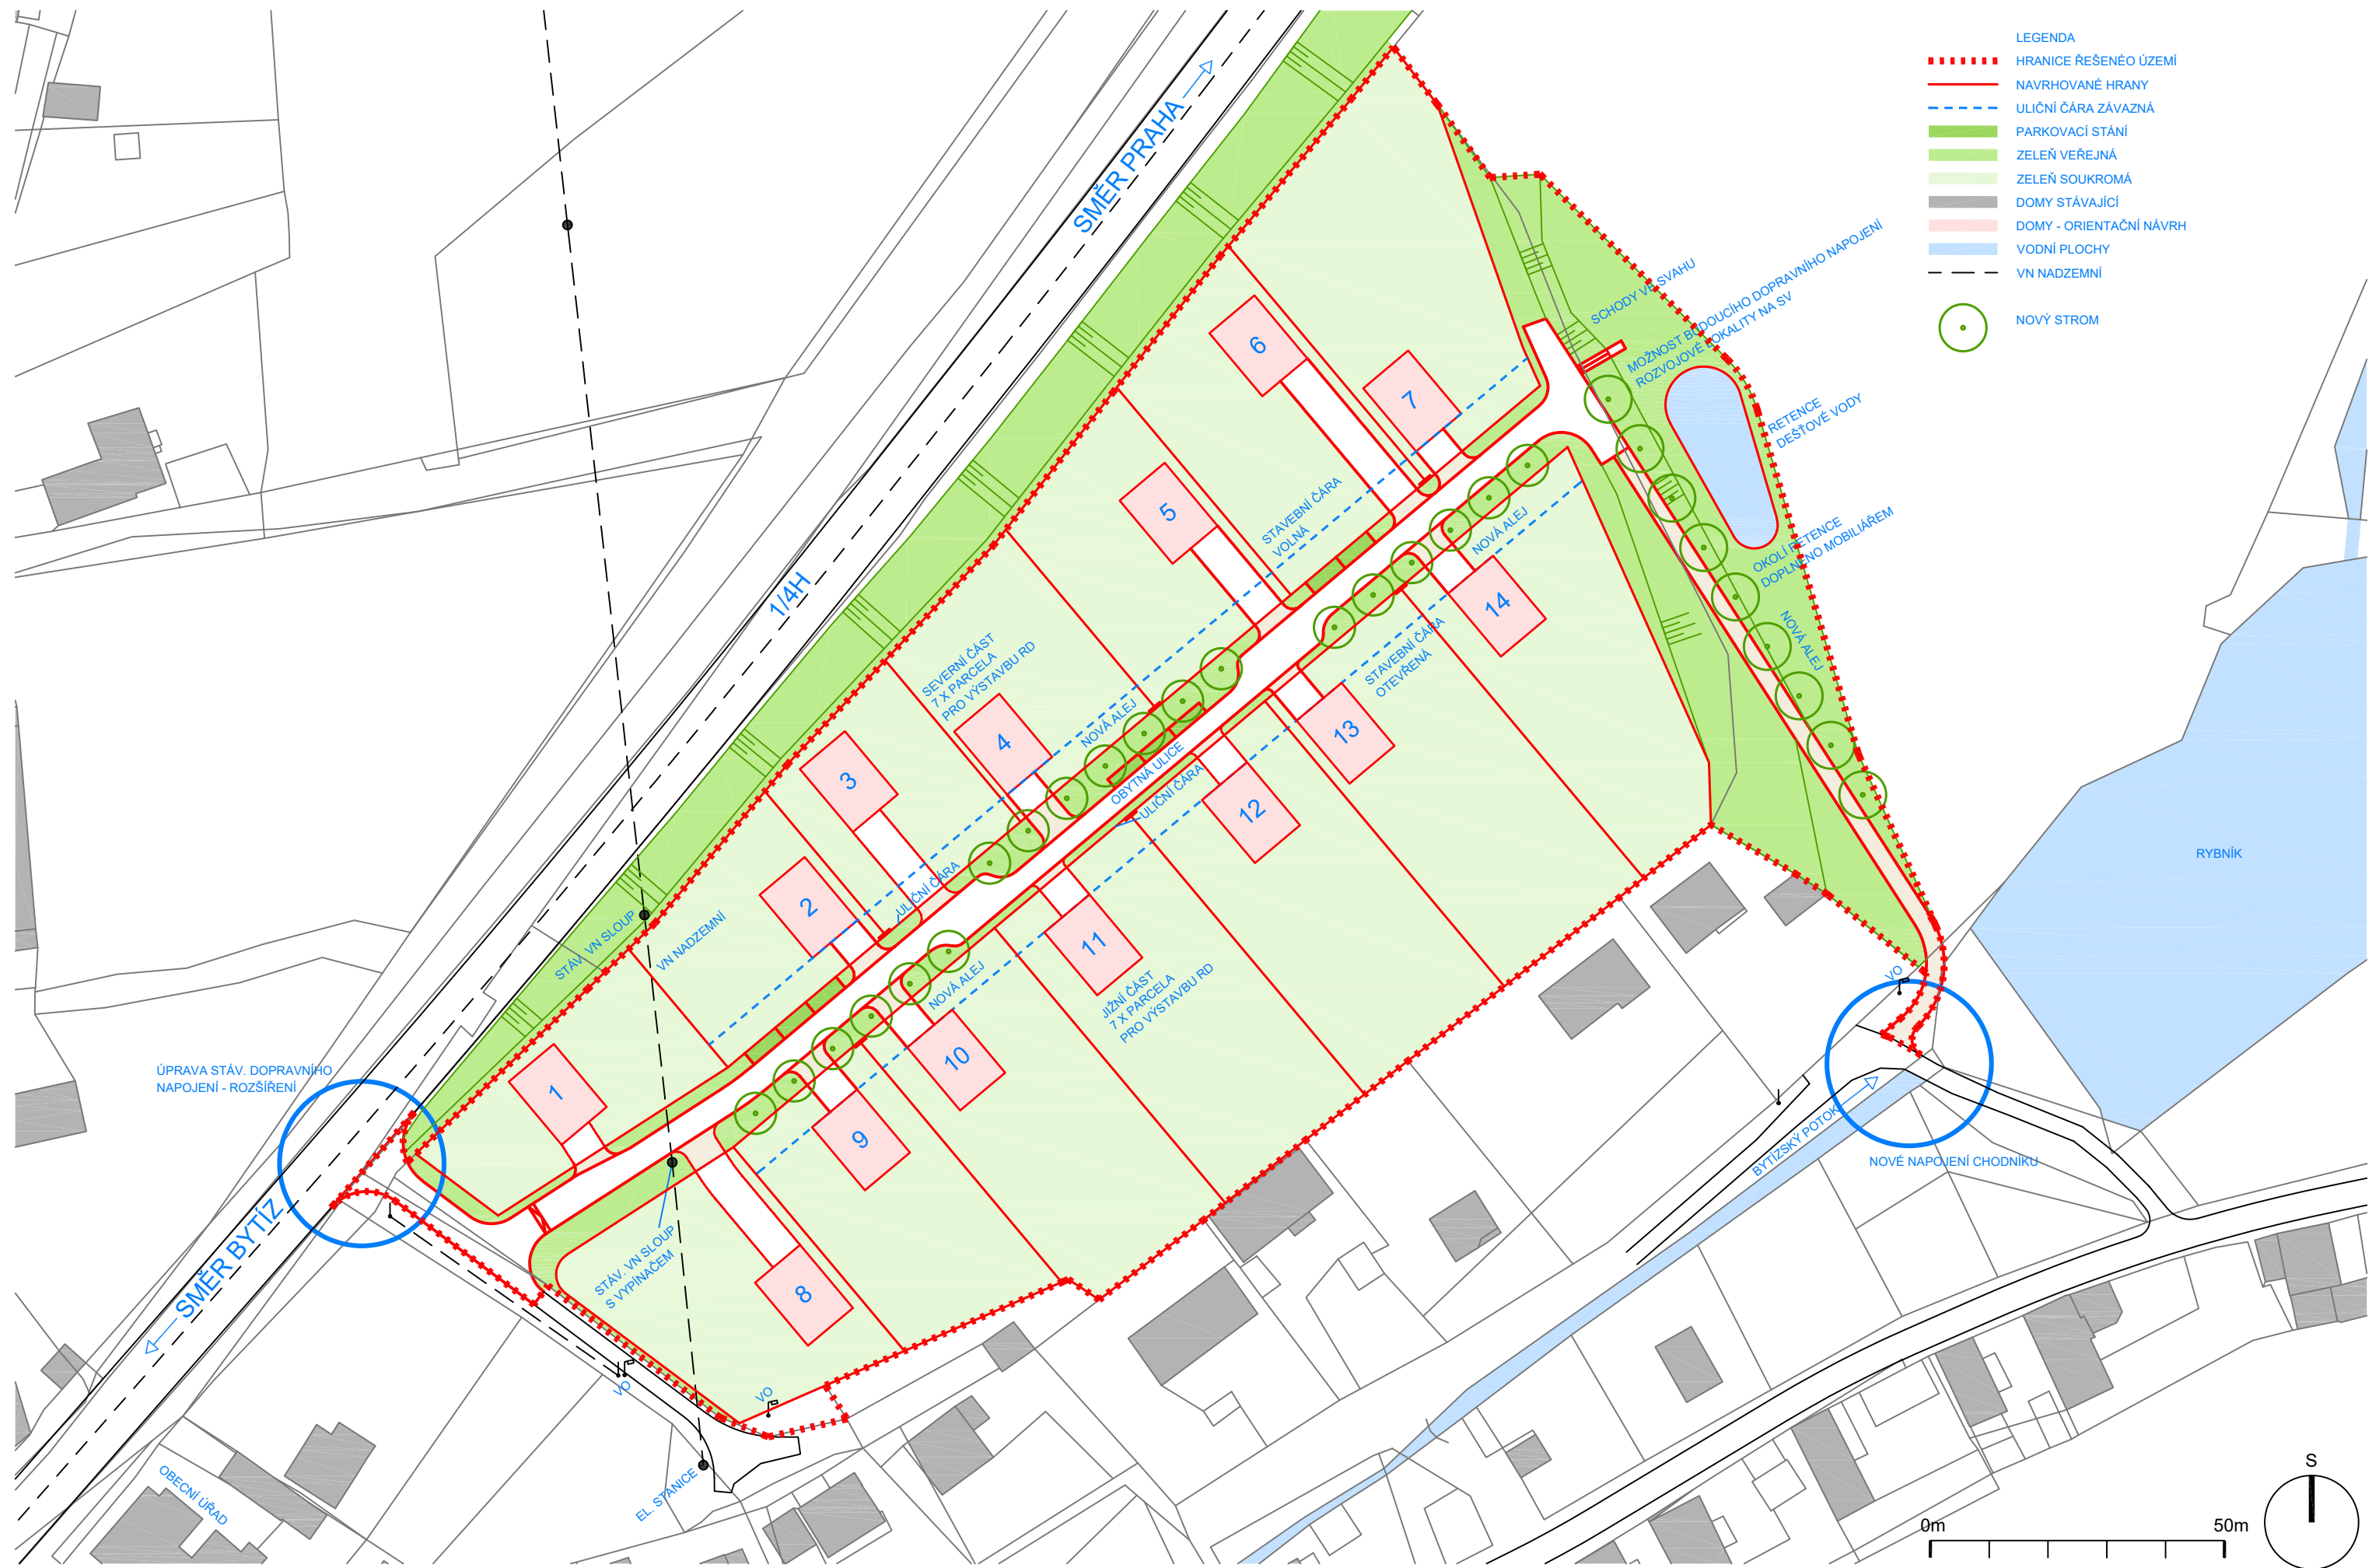 LEGENDA
HRANICE ŘEŠENÉO ÚZEMÍ
NAVRHOVANÉ HRANY
ULIČNÍ ČÁRA ZÁVAZNÁ
PARKOVACÍ STÁNÍ
ZELEŇ VEŘEJNÁ
ZELEŇ SOUKROMÁ
DOMY STÁVAJÍCÍ
DOMY - ORIENTAČNÍ NÁVRH
VODNÍ PLOCHY
VN NADZEMNÍ
NOVÝ STROM
SMĚR PRAHA
1/4H
SMĚR BYTÍZ
SCHODY VE SVAHU
MOŽNOST BUDOUCÍHO DOPRAVNÍHO NAPOJENÍ
ROZVOJOVÉ LOKALITY NA SV
RETENCE
DEŠŤOVÉ VODY
OKOLÍ RETENCE
DOPLNĚNO MOBILIÁŘEM
NOVÁ ALEJ
6
7
5
STAVEBNÍ ČÁRA
VOLNÁ
NOVÁ ALEJ
14
STAVEBNÍ ČÁRA
OTEVŘENÁ
SEVERNÍ ČÁST
7 X PARCELA
PRO VÝSTAVBU RD
4
NOVÁ ALEJ
3
13
OBYTNÁ ULICE
ULIČNÍ ČÁRA
12
2
ULIČNÍ ČÁRA
STÁV. VN SLOUP
VN NADZEMNÍ
11
NOVÁ ALEJ
JIŽNÍ ČÁST
7 X PARCELA
PRO VÝSTAVBU RD
10
1
9
8
ÚPRAVA STÁV. DOPRAVNÍHO
NAPOJENÍ - ROZŠÍŘENÍ
STÁV. VN SLOUP
S VYPÍNAČEM
RYBNÍK
VO
BYTÍZSKÝ POTOK
NOVÉ NAPOJENÍ CHODNÍKU
VO
VO
EL. STANICE
OBECNÍ ÚŘAD
S
0m
50m